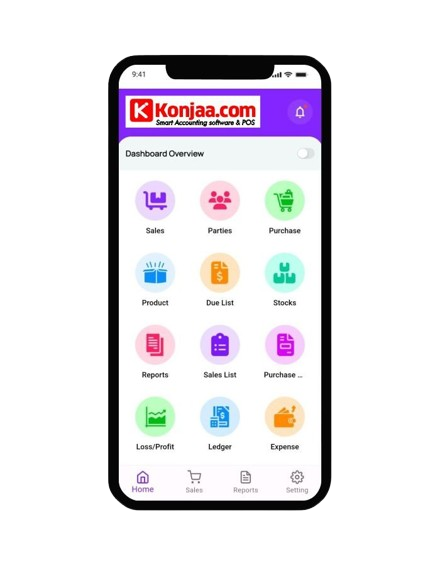 9:41
Konjaa.com
Smart Accounting software & POS
Dashboard Overview
Sales Parties Purchase
Product Due List Stocks
Reports Sales List Purchase ...
Loss/Profit Ledger Expense
Home Sales Reports Setting